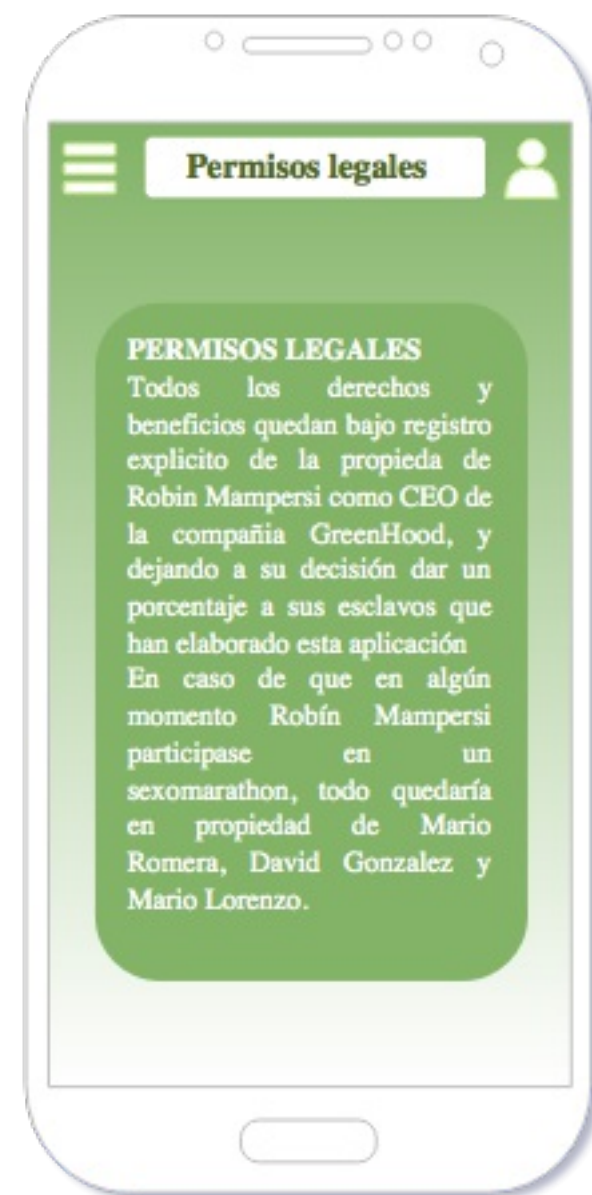 Permisos legales
PERMISOS LEGALES
Todos los derechos y
beneficios quedan bajo registro
explicito de la propieda de
Robin Mampersi como CEO de
la compañia GreenHood, y
dejando a su decisión dar un
porcentaje a sus esclavos que
han elaborado esta aplicación
En caso de que en algún
momento Robín Mampersi
participase en un
sexomarathon, todo quedaría
en propiedad de Mario
Romera, David Gonzalez y
Mario Lorenzo.